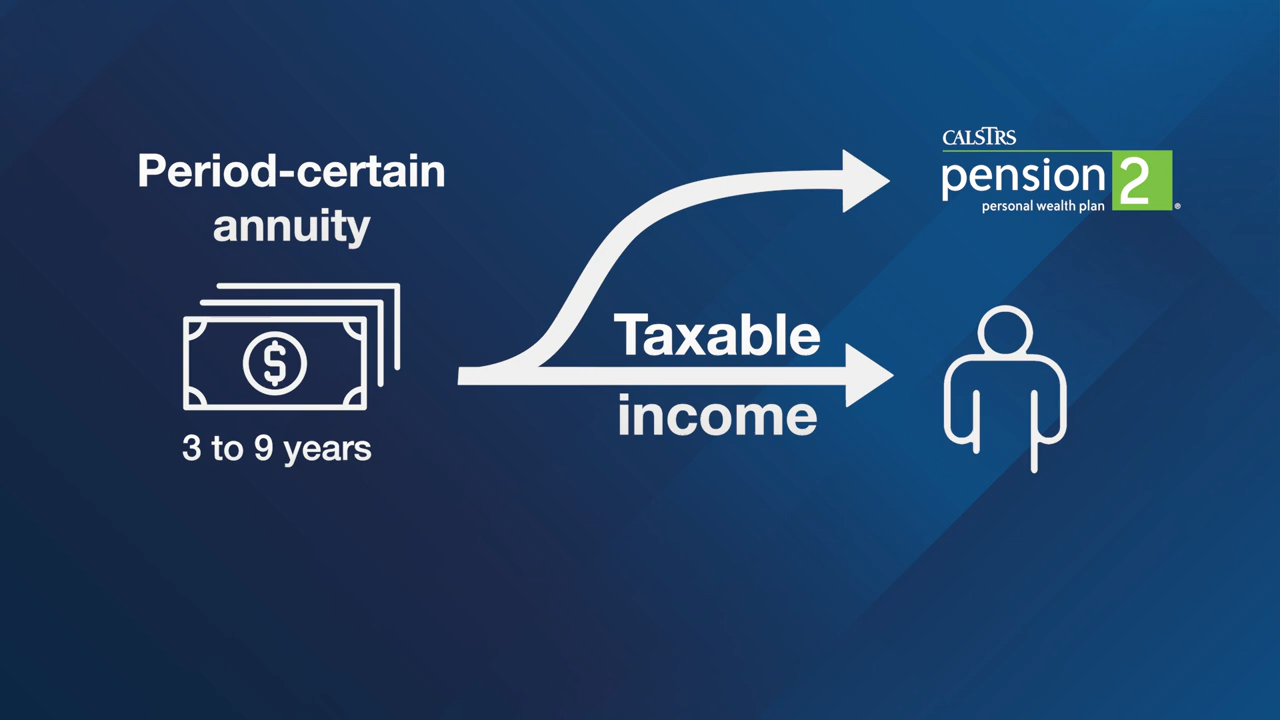 Period-certain
annuity
$
3 to 9 years
Taxable
income
CALSTRS
pension2
personal wealth plan ®